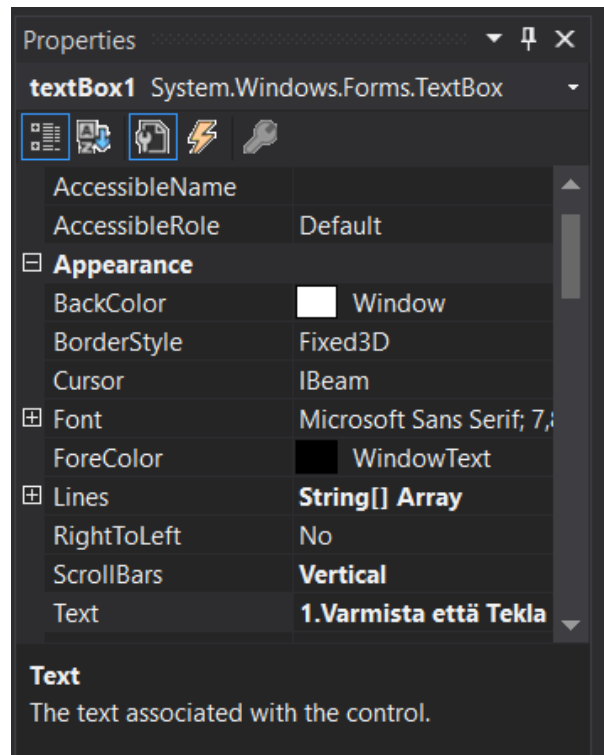 Properties
textBox1 System.Windows.Forms.TextBox
AccessibleName
AccessibleRole Default
Appearance
BackColor Window
BorderStyle Fixed3D
Cursor IBeam
Font Microsoft Sans Serif; 7,
ForeColor WindowText
Lines String[] Array
RightToLeft No
ScrollBars Vertical
Text 1.Varmista että Tekla
Text
The text associated with the control.